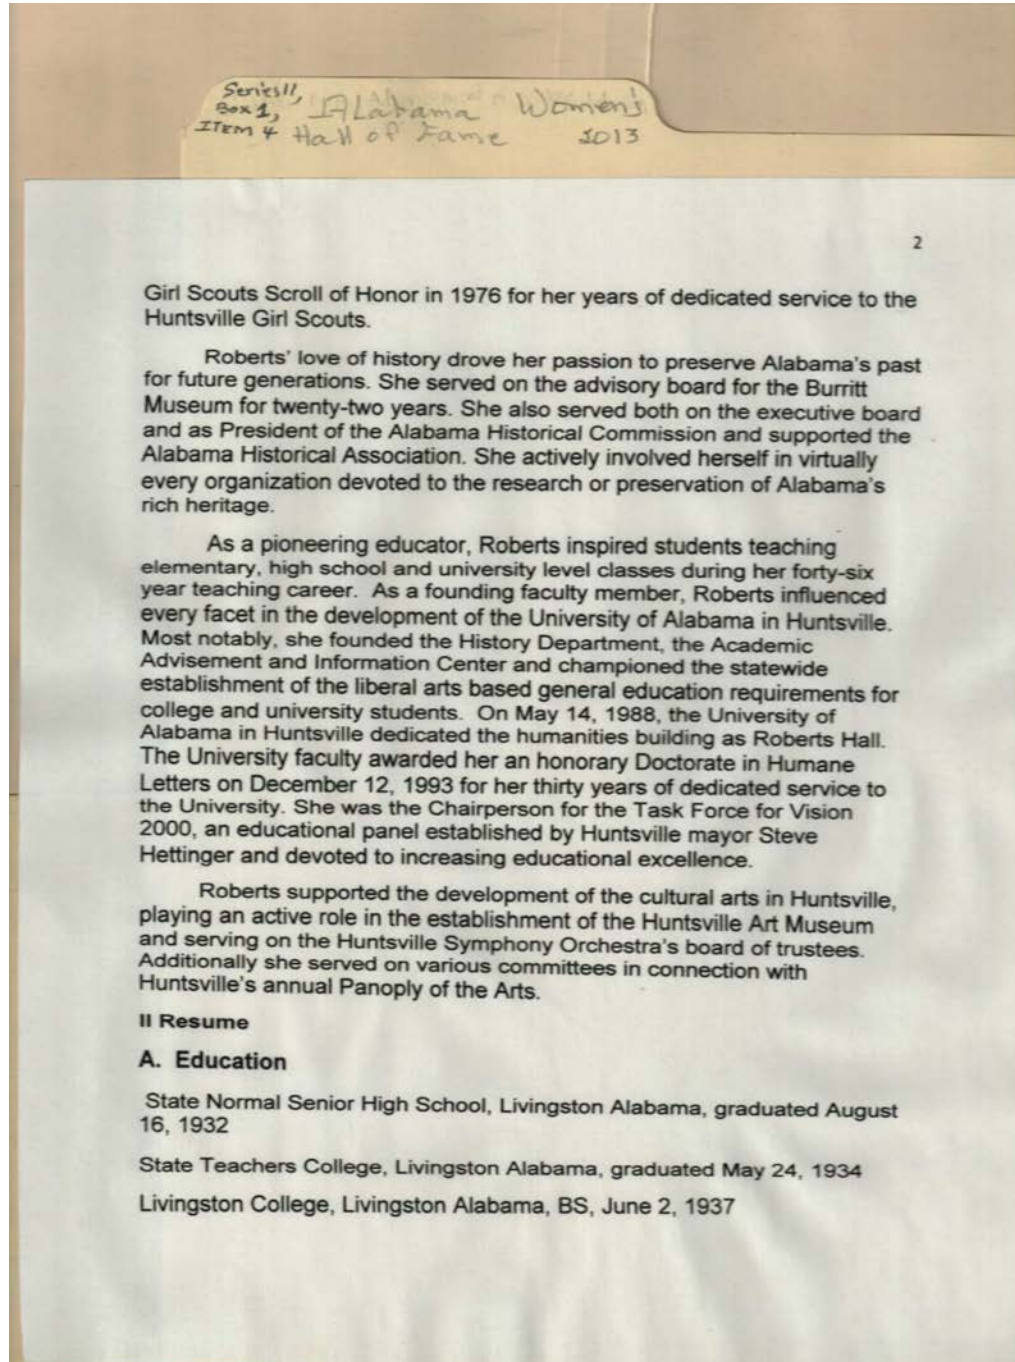 Series II,
Box 1, Alabama Women's
ITEM 4 Hall of Fame 2013
2
Girl Scouts Scroll of Honor in 1976 for her years of dedicated service to the
Huntsville Girl Scouts.
Roberts' love of history drove her passion to preserve Alabama's past
for future generations. She served on the advisory board for the Burritt
Museum for twenty-two years. She also served both on the executive board
and as President of the Alabama Historical Commission and supported the
Alabama Historical Association. She actively involved herself in virtually
every organization devoted to the research or preservation of Alabama's
rich heritage.
As a pioneering educator, Roberts inspired students teaching
elementary, high school and university level classes during her forty-six
year teaching career. As a founding faculty member, Roberts influenced
every facet in the development of the University of Alabama in Huntsville.
Most notably, she founded the History Department, the Academic
Advisement and Information Center and championed the statewide
establishment of the liberal arts based general education requirements for
college and university students. On May 14, 1988, the University of
Alabama in Huntsville dedicated the humanities building as Roberts Hall.
The University faculty awarded her an honorary Doctorate in Humane
Letters on December 12, 1993 for her thirty years of dedicated service to
the University. She was the Chairperson for the Task Force for Vision
2000, an educational panel established by Huntsville mayor Steve
Hettinger and devoted to increasing educational excellence.
Roberts supported the development of the cultural arts in Huntsville,
playing an active role in the establishment of the Huntsville Art Museum
and serving on the Huntsville Symphony Orchestra's board of trustees.
Additionally she served on various committees in connection with
Huntsville's annual Panoply of the Arts.
II Resume
A. Education
State Normal Senior High School, Livingston Alabama, graduated August
16, 1932
State Teachers College, Livingston Alabama, graduated May 24, 1934
Livingston College, Livingston Alabama, BS, June 2, 1937